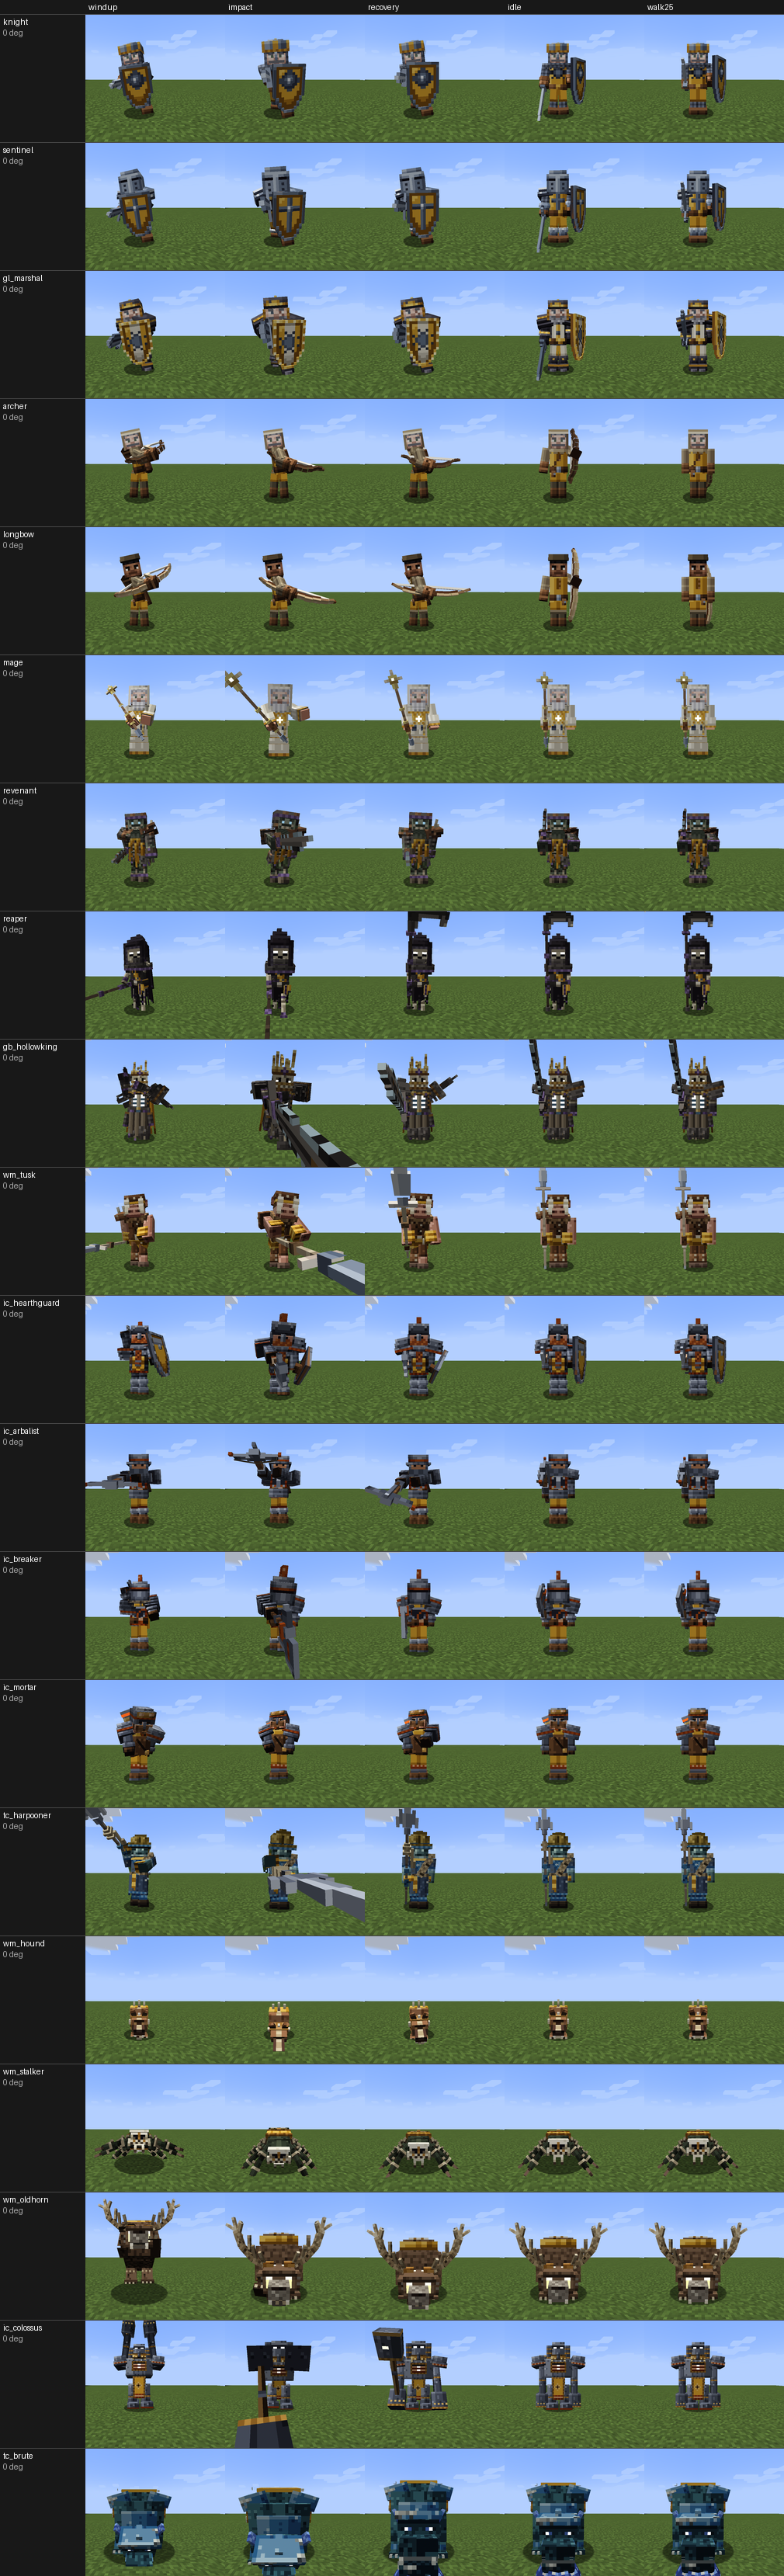 windup impact recovery idle walk25
knight
0 deg
sentinel
0 deg
gl_marshal
0 deg
archer
0 deg
longbow
0 deg
mage
0 deg
revenant
0 deg
reaper
0 deg
gb_hollowking
0 deg
wm_tusk
0 deg
ic_hearthguard
0 deg
ic_arbalist
0 deg
ic_breaker
0 deg
ic_mortar
0 deg
tc_harpooner
0 deg
wm_hound
0 deg
wm_stalker
0 deg
wm_oldhorn
0 deg
ic_colossus
0 deg
tc_brute
0 deg